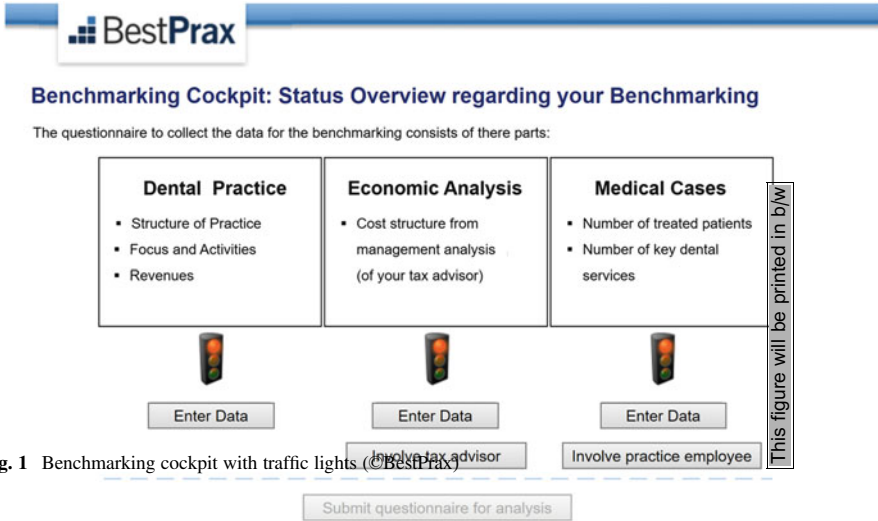 BestPrax
Benchmarking Cockpit: Status Overview regarding your Benchmarking
The questionnaire to collect the data for the benchmarking consists of there parts:
Dental Practice
▪ Structure of Practice
▪ Focus and Activities
▪ Revenues
Economic Analysis
▪ Cost structure from
management analysis
(of your tax advisor)
Medical Cases
▪ Number of treated patients
▪ Number of key dental
services
This figure will be printed in b/w
Enter Data
Enter Data
Enter Data
Involve tax advisor
Involve practice employee
g. 1 Benchmarking cockpit with traffic lights (©BestPrax)
Submit questionnaire for analysis